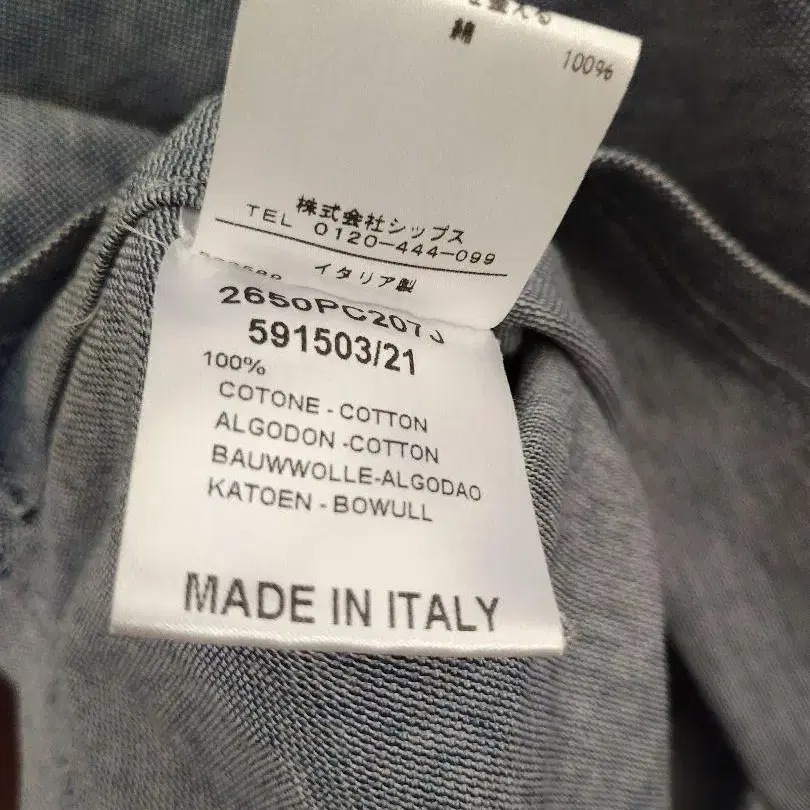 綿 100%
株式会社シップス
TEL 0120-444-099
イタリア製
2650PC207J
591503/21
100%
COTONE - COTTON
ALGODON -COTTON
BAUWWOLLE-ALGODAO
KATOEN - BOWULL
MADE IN ITALY